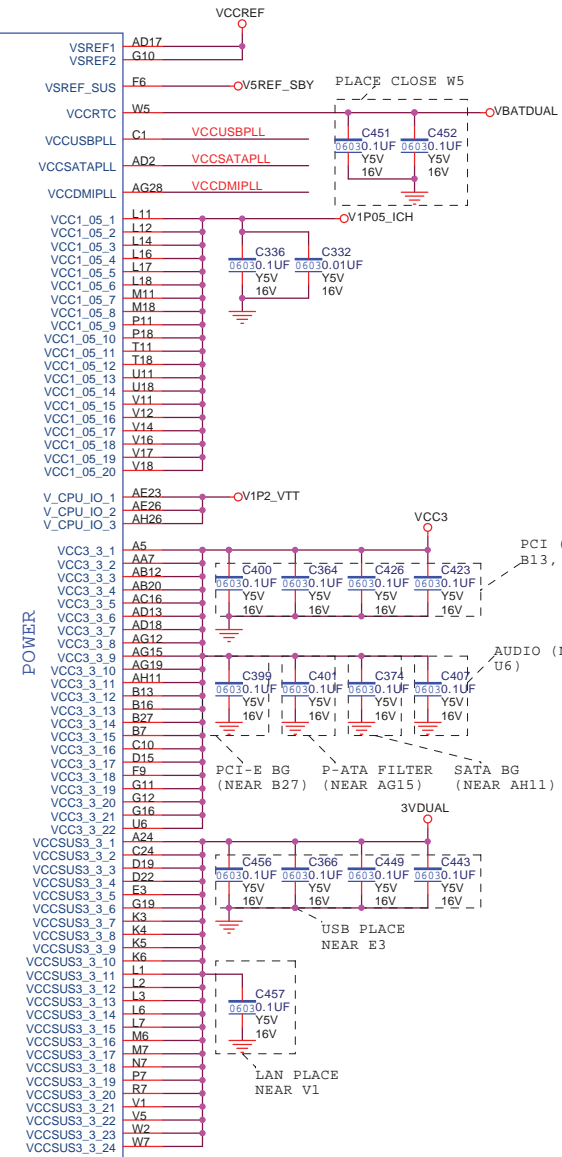 VCCREF
VSREF1 AD17
VSREF2 G10
VSREF_SUS F6 V5REF_SBY
PLACE CLOSE W5
VCCRTC W5 VBATDUAL
C451 C452
0603 0.1UF 0603 0.1UF
Y5V Y5V
16V 16V
VCCUSBPLL C1 VCCUSBPLL
VCCSATAPLL AD2 VCCSATAPLL
VCCDMIPLL AG28 VCCDMIPLL
VCC1_05_1 L11 V1P05_ICH
VCC1_05_2 L12
VCC1_05_3 L14
VCC1_05_4 L16
VCC1_05_5 L17
VCC1_05_6 L18
VCC1_05_7 M11
VCC1_05_8 M18
VCC1_05_9 P11
VCC1_05_10 P18
VCC1_05_11 T11
VCC1_05_12 T18
VCC1_05_13 U11
VCC1_05_14 U18
VCC1_05_15 V11
VCC1_05_16 V12
VCC1_05_17 V14
VCC1_05_18 V16
VCC1_05_19 V17
VCC1_05_20 V18
C336 C332
0603 0.1UF 0603 0.01UF
Y5V Y5V
16V 16V
V_CPU_IO_1 AE23 V1P2_VTT
V_CPU_IO_2 AE26
V_CPU_IO_3 AH26
VCC3
PCI (
B13,
POWER
VCC3_3_1 A5
VCC3_3_2 AA7
VCC3_3_3 AB12
VCC3_3_4 AB20
VCC3_3_5 AC16
VCC3_3_6 AD13
VCC3_3_7 AD18
VCC3_3_8 AG12
VCC3_3_9 AG15
VCC3_3_10 AG19
VCC3_3_11 AH11
VCC3_3_12 B13
VCC3_3_13 B16
VCC3_3_14 B27
VCC3_3_15 B7
VCC3_3_16 C10
VCC3_3_17 D15
VCC3_3_18 F9
VCC3_3_19 G11
VCC3_3_20 G12
VCC3_3_21 G16
VCC3_3_22 U6
C400 C364 C426 C423
0603 0.1UF 0603 0.1UF 0603 0.1UF 0603 0.1UF
Y5V Y5V Y5V Y5V
16V 16V 16V 16V
AUDIO (
U6)
C399 C401 C374 C407
0603 0.1UF 0603 0.1UF 0603 0.1UF 0603 0.1UF
Y5V Y5V Y5V Y5V
16V 16V 16V 16V
PCI-E BG
(NEAR B27)
P-ATA FILTER
(NEAR AG15)
SATA BG
(NEAR AH11)
3VDUAL
VCCSUS3_3_1 A24
VCCSUS3_3_2 C24
VCCSUS3_3_3 D19
VCCSUS3_3_4 D22
VCCSUS3_3_5 E3
VCCSUS3_3_6 G19
VCCSUS3_3_7 K3
VCCSUS3_3_8 K4
VCCSUS3_3_9 K5
VCCSUS3_3_10 K6
VCCSUS3_3_11 L1
VCCSUS3_3_12 L2
VCCSUS3_3_13 L3
VCCSUS3_3_14 L6
VCCSUS3_3_15 L7
VCCSUS3_3_16 M6
VCCSUS3_3_17 M7
VCCSUS3_3_18 N7
VCCSUS3_3_19 P7
VCCSUS3_3_20 R7
VCCSUS3_3_21 V1
VCCSUS3_3_22 V5
VCCSUS3_3_23 W2
VCCSUS3_3_24 W7
C456 C366 C449 C443
0603 0.1UF 0603 0.1UF 0603 0.1UF 0603 0.1UF
Y5V Y5V Y5V Y5V
16V 16V 16V 16V
USB PLACE
NEAR E3
C457
0603 0.1UF
Y5V
16V
LAN PLACE
NEAR V1